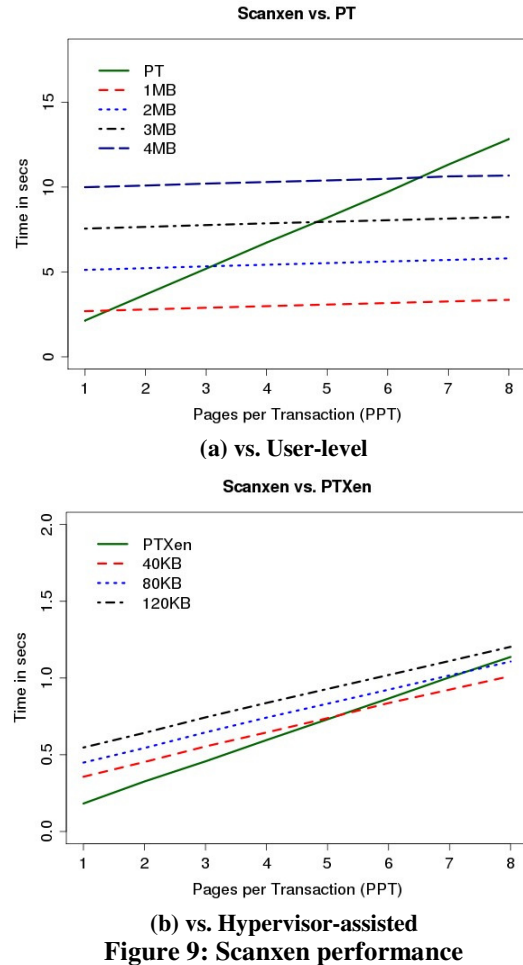 Scanxen vs. PT
PT
1MB
2MB
3MB
4MB
Time in secs
0
5
10
15
1 2 3 4 5 6 7 8
Pages per Transaction (PPT)
(a) vs. User-level
Scanxen vs. PTXen
PTXen
40KB
80KB
120KB
Time in secs
0.0
0.5
1.0
1.5
2.0
1 2 3 4 5 6 7 8
Pages per Transaction (PPT)
(b) vs. Hypervisor-assisted
Figure 9: Scanxen performance